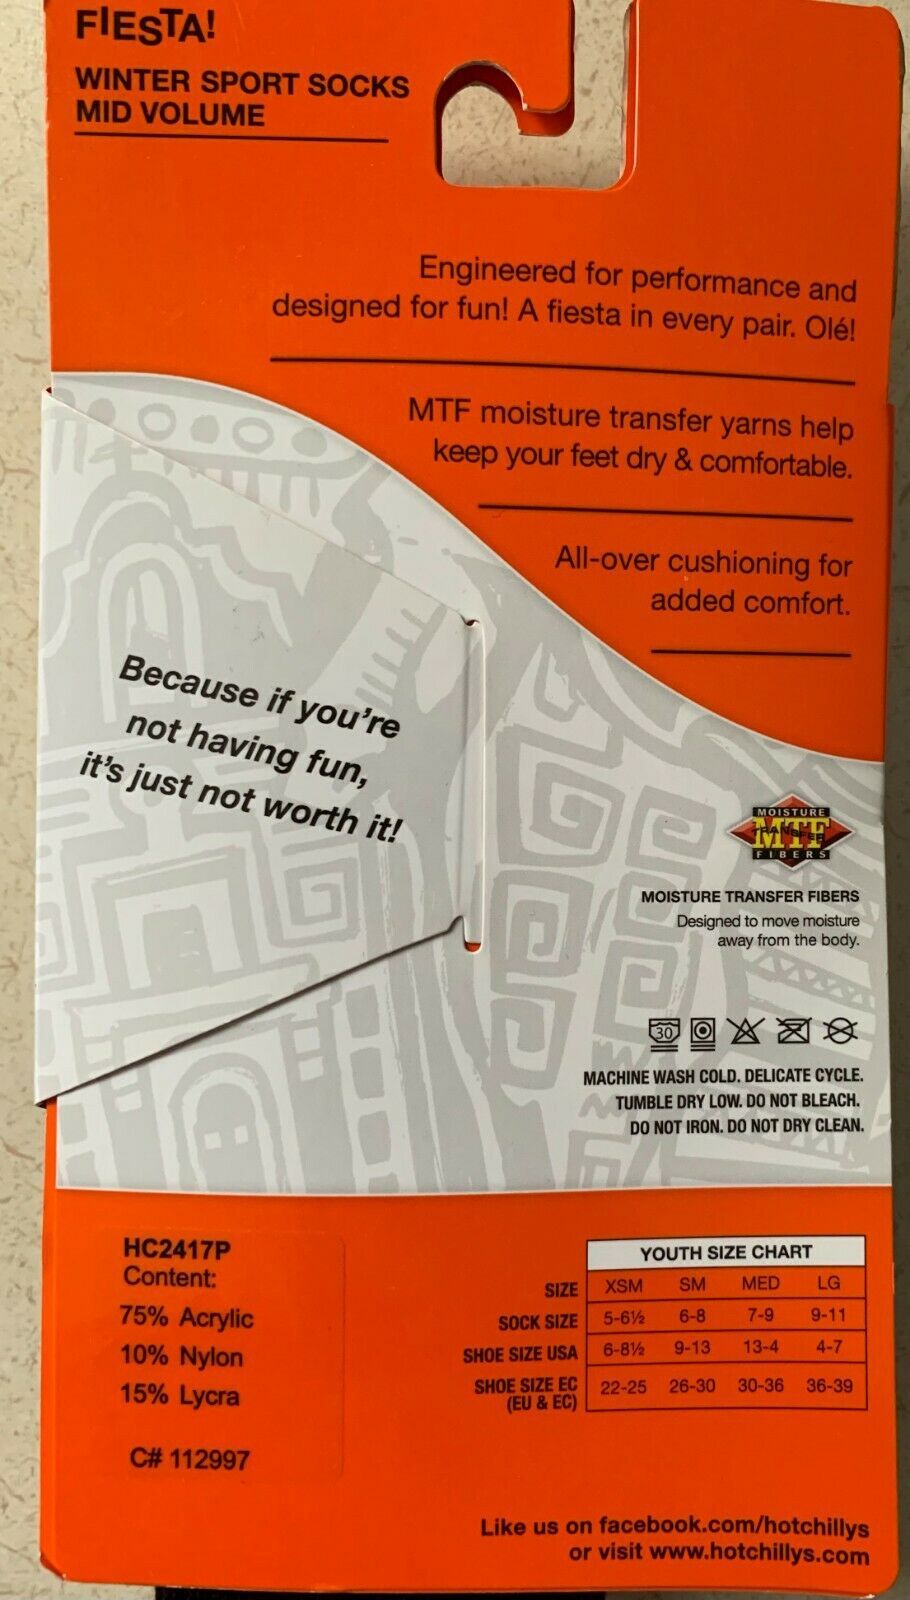 FIESTA!
WINTER SPORT SOCKS
MID VOLUME
Engineered for performance and
designed for fun! A fiesta in every pair. Olé!
MTF moisture transfer yarns help
keep your feet dry & comfortable.
All-over cushioning for
added comfort.
Because if you're
not having fun,
it's just not worth it!
MOISTURE
MTF
TRANSFER
FIBERS
MOISTURE TRANSFER FIBERS
Designed to move moisture
away from the body.
30
MACHINE WASH COLD. DELICATE CYCLE.
TUMBLE DRY LOW. DO NOT BLEACH.
DO NOT IRON. DO NOT DRY CLEAN.
HC2417P
Content:
75% Acrylic
10% Nylon
15% Lycra
C# 112997
YOUTH SIZE CHART
SIZE XSM SM MED LG
SOCK SIZE 5-6½ 6-8 7-9 9-11
SHOE SIZE USA 6-8½ 9-13 13-4 4-7
SHOE SIZE EC 22-25 26-30 30-36 36-39
(EU & EC)
Like us on facebook.com/hotchillys
or visit www.hotchillys.com